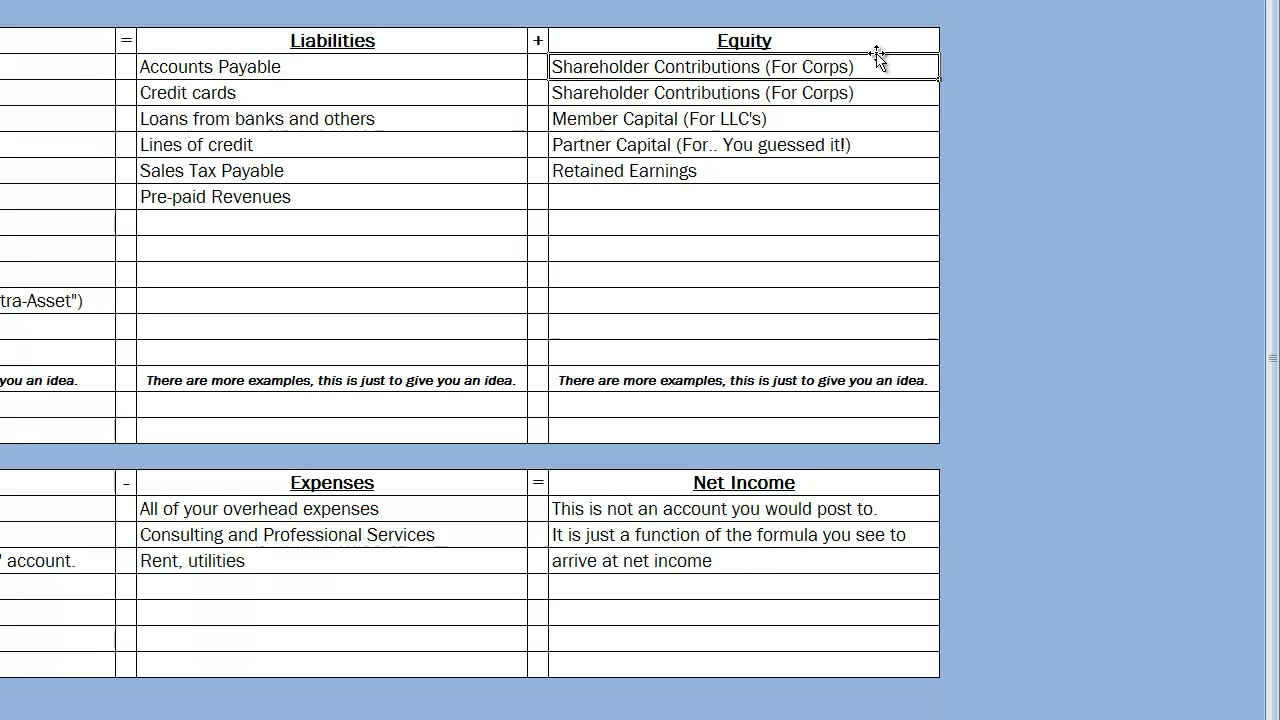 = Liabilities + Equity
Accounts Payable Shareholder Contributions (For Corps)
Credit cards Shareholder Contributions (For Corps)
Loans from banks and others Member Capital (For LLC's)
Lines of credit Partner Capital (For.. You guessed it!)
Sales Tax Payable Retained Earnings
Pre-paid Revenues
tra-Asset")
you an idea. There are more examples, this is just to give you an idea. There are more examples, this is just to give you an idea.
- Expenses = Net Income
All of your overhead expenses This is not an account you would post to.
Consulting and Professional Services It is just a function of the formula you see to
' account. Rent, utilities arrive at net income